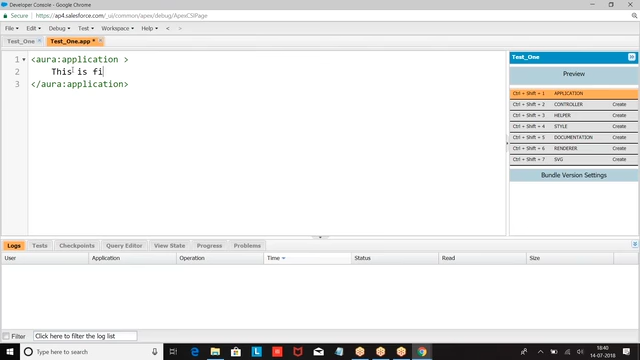 Developer Console - Google Chrome
Secure https://ap4.salesforce.com/_ui/common/apex/debug/ApexCSIPage
File Edit Debug Test Workspace Help < >
Test_One Test_One.app *
1 <aura:application >
2 This is fi
3 </aura:application>
Test_One
Preview
Ctrl + Shift + 1 APPLICATION
Ctrl + Shift + 2 CONTROLLER Create
Ctrl + Shift + 3 HELPER Create
Ctrl + Shift + 4 STYLE Create
Ctrl + Shift + 5 DOCUMENTATION Create
Ctrl + Shift + 6 RENDERER Create
Ctrl + Shift + 7 SVG Create
Bundle Version Settings
Logs Tests Checkpoints Query Editor View State Progress Problems
User Application Operation Time Status Read Size
Filter Click here to filter the log list
Type here to search
18:40
14-07-2018